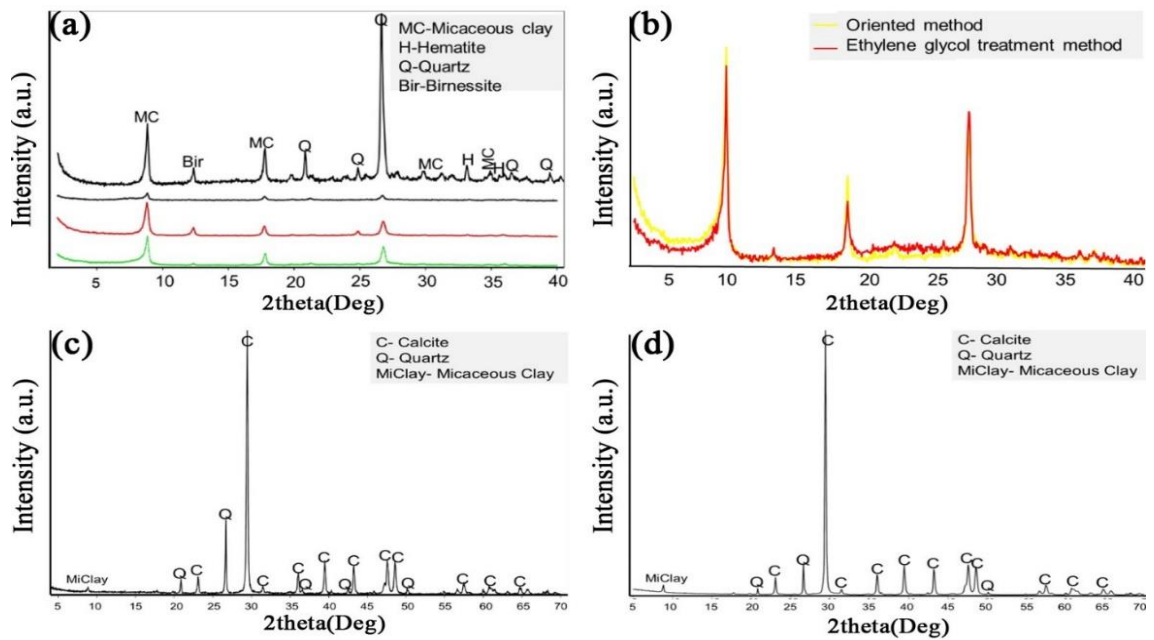 (a)
MC-Micaceous clay
H-Hematite
Q-Quartz
Bir-Birnessite
Q
MC
Bir
MC
Q
Q
MC
H
MC
H
Q
Q
Intensity (a.u.)
5 10 15 20 25 30 35 40
2theta(Deg)
(b)
Oriented method
Ethylene glycol treatment method
Intensity (a.u.)
5 10 15 20 25 30 35 40
2theta(Deg)
(c)
C- Calcite
Q- Quartz
MiClay- Micaceous Clay
C
Q
MiClay
Q
C
C
C
Q
C
Q
C
C
C
Q
C
C
C
Intensity (a.u.)
5 10 15 20 25 30 35 40 45 50 55 60 65 70
2theta(Deg)
(d)
C- Calcite
Q- Quartz
MiClay- Micaceous Clay
C
MiClay
Q
C
Q
C
C
C
C
C
C
Q
C
C
C
Intensity (a.u.)
5 10 15 20 25 30 35 40 45 50 55 60 65 70
2theta(Deg)